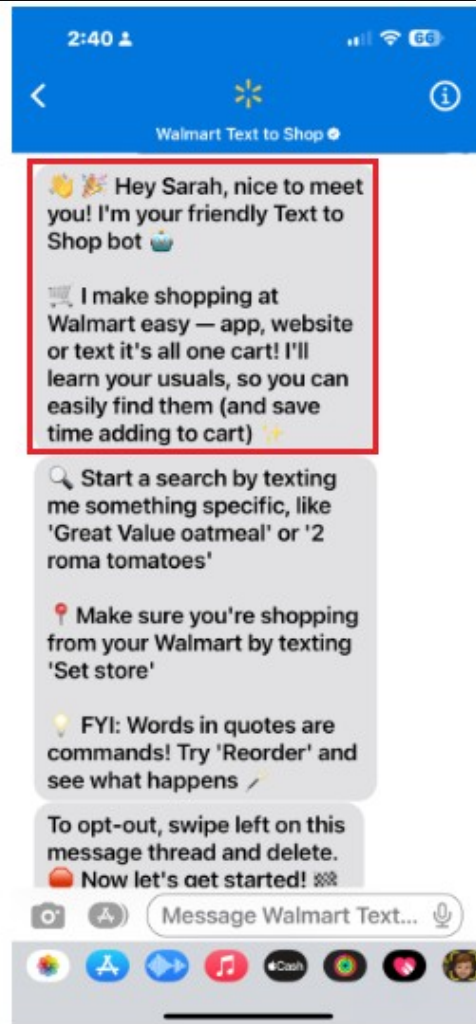 2:40
66
Walmart Text to Shop
👋 🎉 Hey Sarah, nice to meet
you! I'm your friendly Text to
Shop bot 🤖
🛒 I make shopping at
Walmart easy — app, website
or text it's all one cart! I'll
learn your usuals, so you can
easily find them (and save
time adding to cart) ✨
🔍 Start a search by texting
me something specific, like
'Great Value oatmeal' or '2
roma tomatoes'
📍 Make sure you're shopping
from your Walmart by texting
'Set store'
💡 FYI: Words in quotes are
commands! Try 'Reorder' and
see what happens 🪄
To opt-out, swipe left on this
message thread and delete.
🛑 Now let's get started! 🏁
Message Walmart Text...
Cash